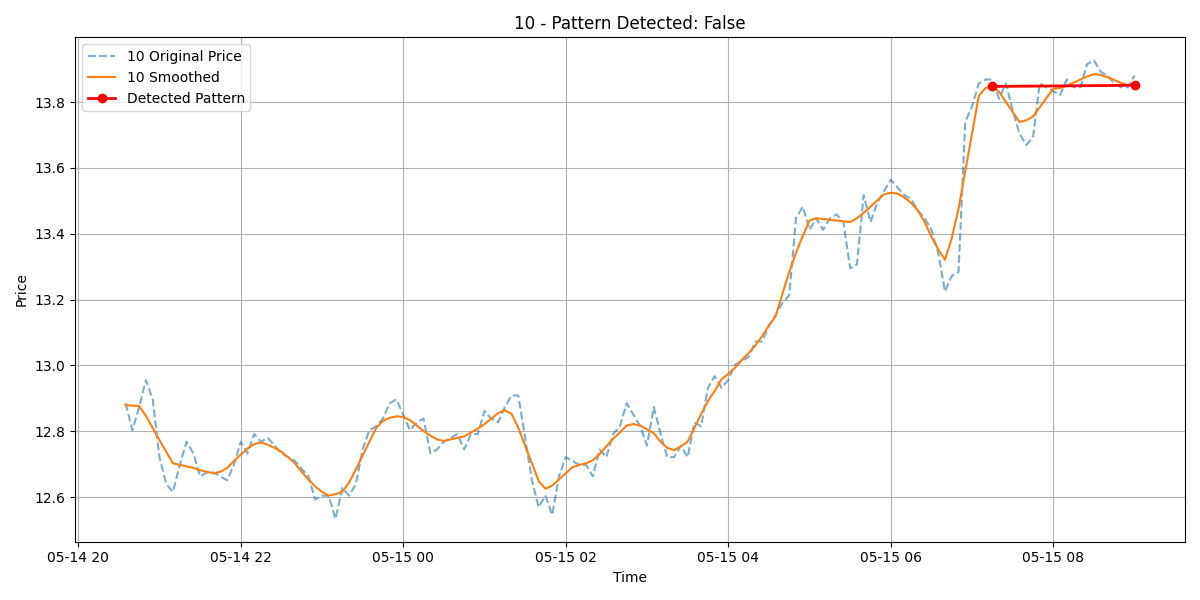 10 - Pattern Detected: False
10 Original Price
10 Smoothed
Detected Pattern
Price
13.8
13.6
13.4
13.2
13.0
12.8
12.6
05-14 20
05-14 22
05-15 00
05-15 02
05-15 04
05-15 06
05-15 08
Time